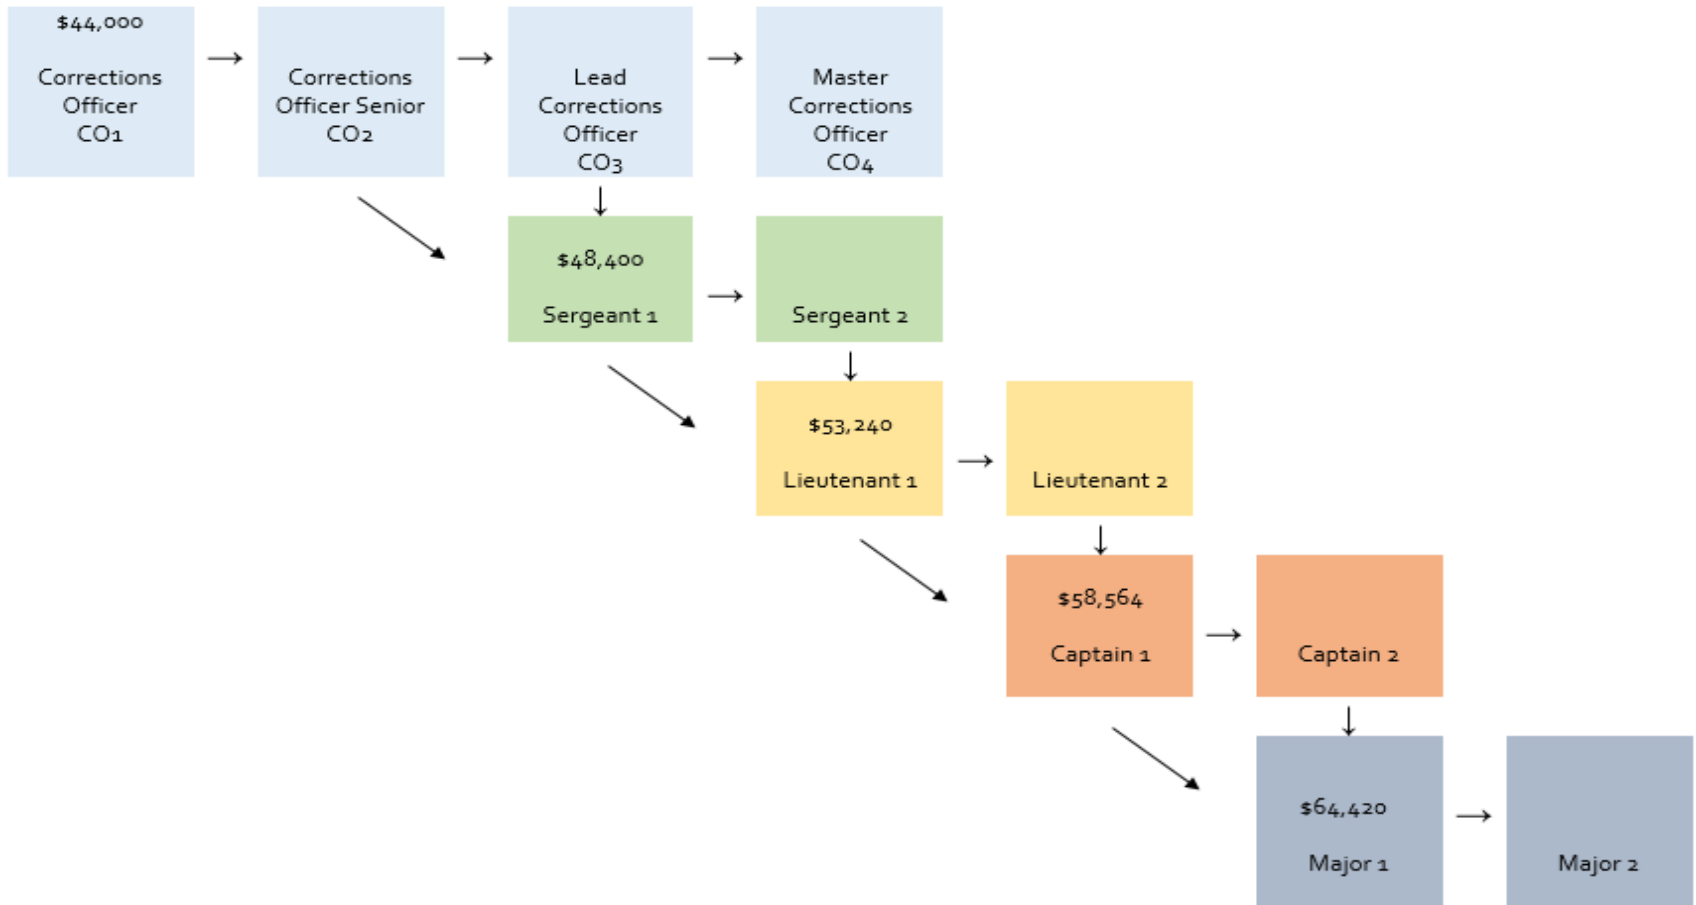 $44,000
Corrections
Officer
CO1
Corrections
Officer Senior
CO2
Lead
Corrections
Officer
CO3
Master
Corrections
Officer
CO4
$48,400
Sergeant 1
Sergeant 2
$53,240
Lieutenant 1
Lieutenant 2
$58,564
Captain 1
Captain 2
$64,420
Major 1
Major 2